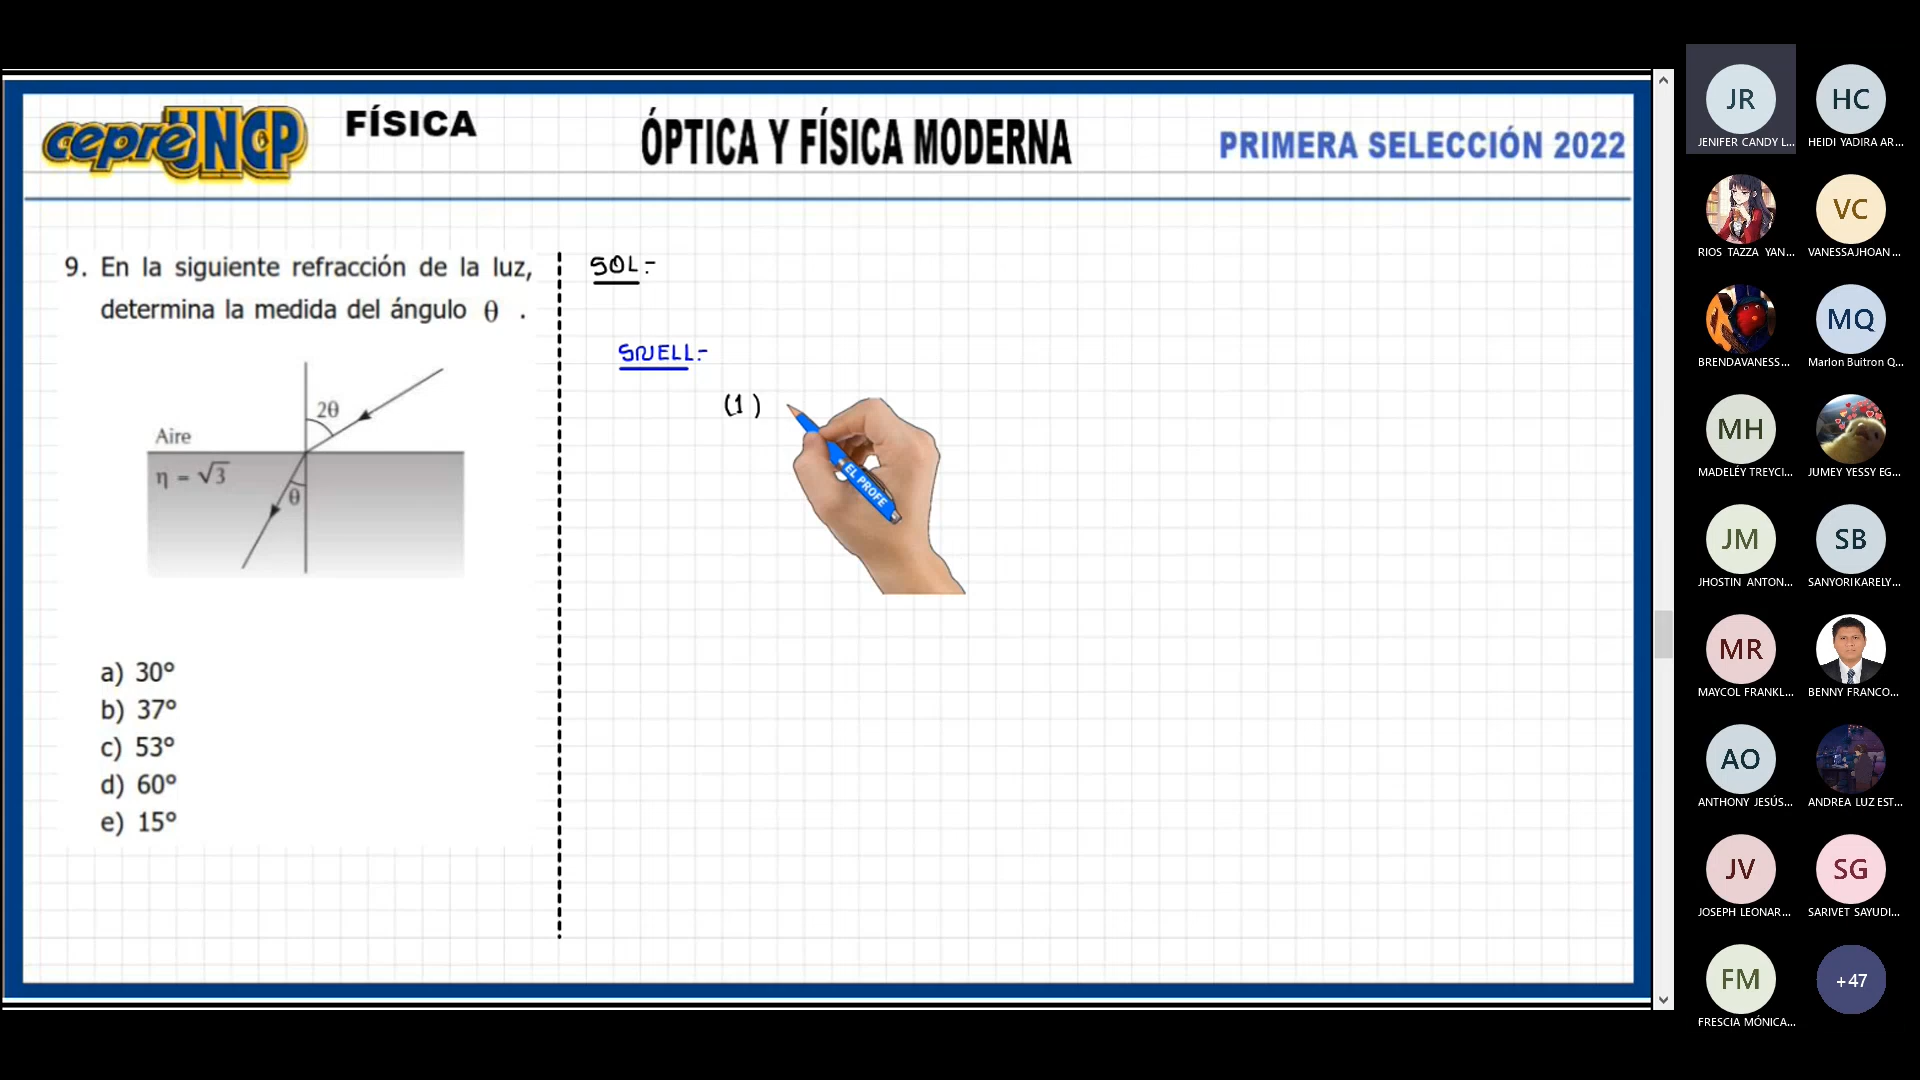 cepreUNCP
FÍSICA
ÓPTICA Y FÍSICA MODERNA
PRIMERA SELECCIÓN 2022
9. En la siguiente refracción de la luz,
determina la medida del ángulo θ .
2θ
Aire
η = √3
θ
a) 30°
b) 37°
c) 53°
d) 60°
e) 15°
SOL:-
SNELL:-
(1)
EL PROFE
JR
JENIFER CANDY L...
HC
HEIDI YADIRA AR...
RIOS TAZZA YAN...
VC
VANESSAJHOAN...
BRENDAVANESS...
MQ
Marlon Buitron Q...
MH
MADELÉY TREYCI...
JUMEY YESSY EG...
JM
JHOSTIN ANTON...
SB
SANYORIKARELY...
MR
MAYCOL FRANKL...
BENNY FRANCO...
AO
ANTHONY JESÚS...
ANDREA LUZ EST...
JV
JOSEPH LEONAR...
SG
SARIVET SAYUDI...
FM
FRESCIA MÓNICA...
+47